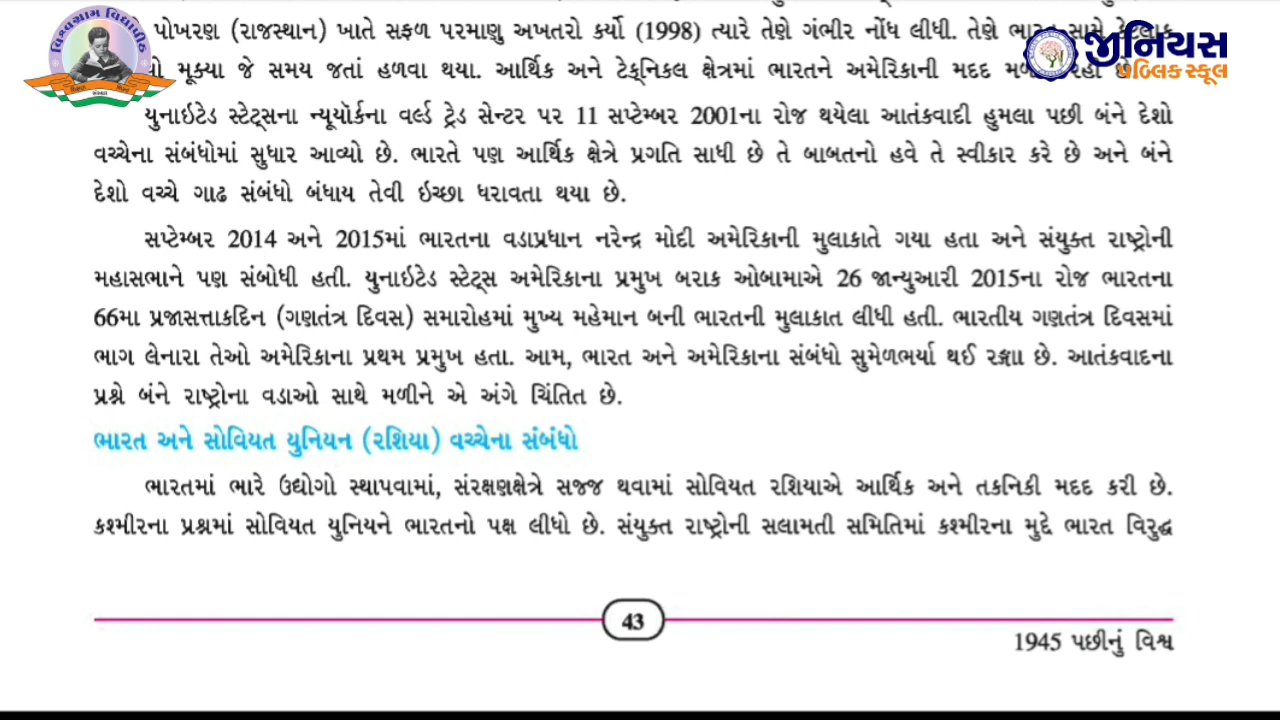 વિશ્વગ્રામ વિદ્યાપીઠ
જીનિયસ
પબ્લિક સ્કૂલ
પોખરણ (રાજસ્થાન) ખાતે સફળ પરમાણુ અખતરો કર્યો (1998) ત્યારે તેણે ગંભીર નોંધ લીધી. તેણે ભારત સામે કેટલાક
મૂક્યા જે સમય જતાં હળવા થયા. આર્થિક અને ટેક્નિકલ ક્ષેત્રમાં ભારતને અમેરિકાની મદદ
યુનાઇટેડ સ્ટેટ્સના ન્યૂયૉર્કના વર્લ્ડ ટ્રેડ સેન્ટર પર 11 સપ્ટેમ્બર 2001ના રોજ થયેલા આતંકવાદી હુમલા પછી બંને દેશો
વચ્ચેના સંબંધોમાં સુધાર આવ્યો છે. ભારતે પણ આર્થિક ક્ષેત્રે પ્રગતિ સાધી છે તે બાબતનો હવે તે સ્વીકાર કરે છે અને બંને
દેશો વચ્ચે ગાઢ સંબંધો બંધાય તેવી ઇચ્છા ધરાવતા થયા છે.
સપ્ટેમ્બર 2014 અને 2015માં ભારતના વડાપ્રધાન નરેન્દ્ર મોદી અમેરિકાની મુલાકાતે ગયા હતા અને સંયુક્ત રાષ્ટ્રોની
મહાસભાને પણ સંબોધી હતી. યુનાઇટેડ સ્ટેટ્સ અમેરિકાના પ્રમુખ બરાક ઓબામાએ 26 જાન્યુઆરી 2015ના રોજ ભારતના
66મા પ્રજાસત્તાકદિન (ગણતંત્ર દિવસ) સમારોહમાં મુખ્ય મહેમાન બની ભારતની મુલાકાત લીધી હતી. ભારતીય ગણતંત્ર દિવસમાં
ભાગ લેનારા તેઓ અમેરિકાના પ્રથમ પ્રમુખ હતા. આમ, ભારત અને અમેરિકાના સંબંધો સુમેળભર્યા થઈ રહ્યા છે. આતંકવાદના
પ્રશ્ને બંને રાષ્ટ્રોના વડાઓ સાથે મળીને એ અંગે ચિંતિત છે.
ભારત અને સોવિયત યુનિયન (રશિયા) વચ્ચેના સંબંધો
ભારતમાં ભારે ઉદ્યોગો સ્થાપવામાં, સંરક્ષણક્ષેત્રે સજ્જ થવામાં સોવિયત રશિયાએ આર્થિક અને તકનિકી મદદ કરી છે.
કશ્મીરના પ્રશ્નમાં સોવિયત યુનિયને ભારતનો પક્ષ લીધો છે. સંયુક્ત રાષ્ટ્રોની સલામતી સમિતિમાં કશ્મીરના મુદ્દે ભારત વિરુદ્ધ
43
1945 પછીનું વિશ્વ